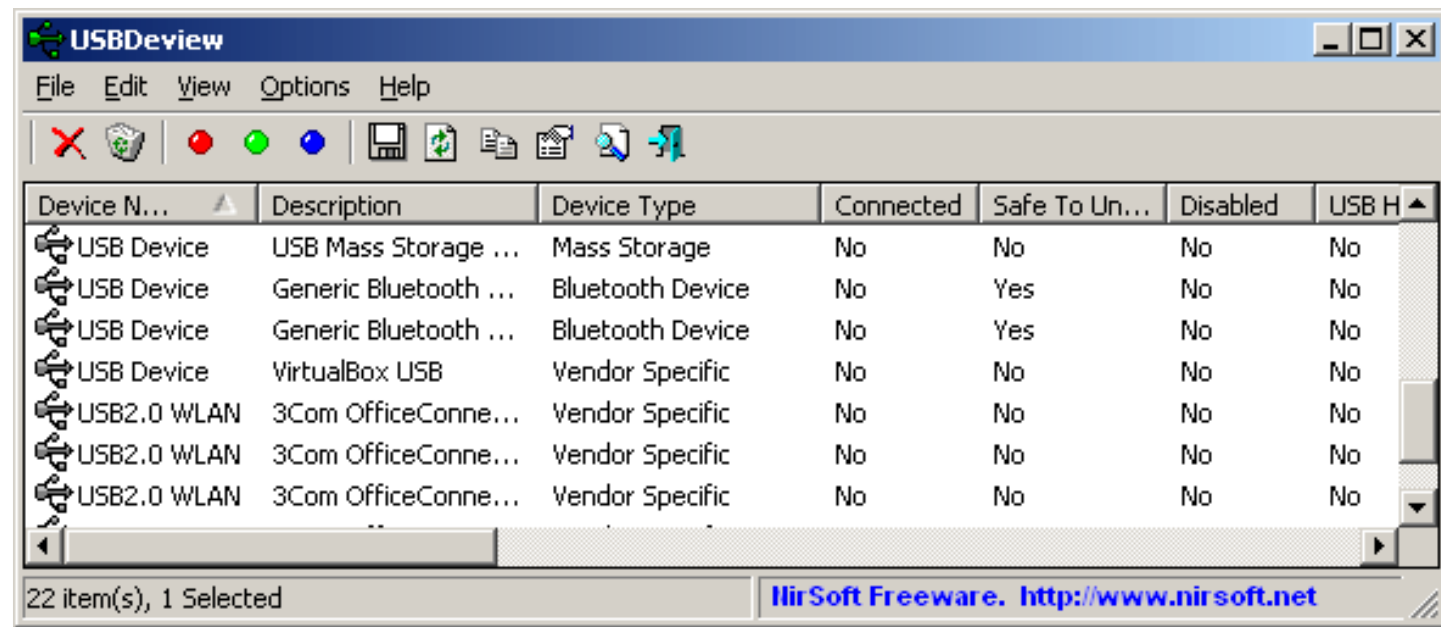 USBDeview
File Edit View Options Help
Device N... Description Device Type Connected Safe To Un... Disabled USB H
USB Device USB Mass Storage ... Mass Storage No No No No
USB Device Generic Bluetooth ... Bluetooth Device No Yes No No
USB Device Generic Bluetooth ... Bluetooth Device No Yes No No
USB Device VirtualBox USB Vendor Specific No No No No
USB2.0 WLAN 3Com OfficeConne... Vendor Specific No No No No
USB2.0 WLAN 3Com OfficeConne... Vendor Specific No No No No
USB2.0 WLAN 3Com OfficeConne... Vendor Specific No No No No
22 item(s), 1 Selected NirSoft Freeware. http://www.nirsoft.net